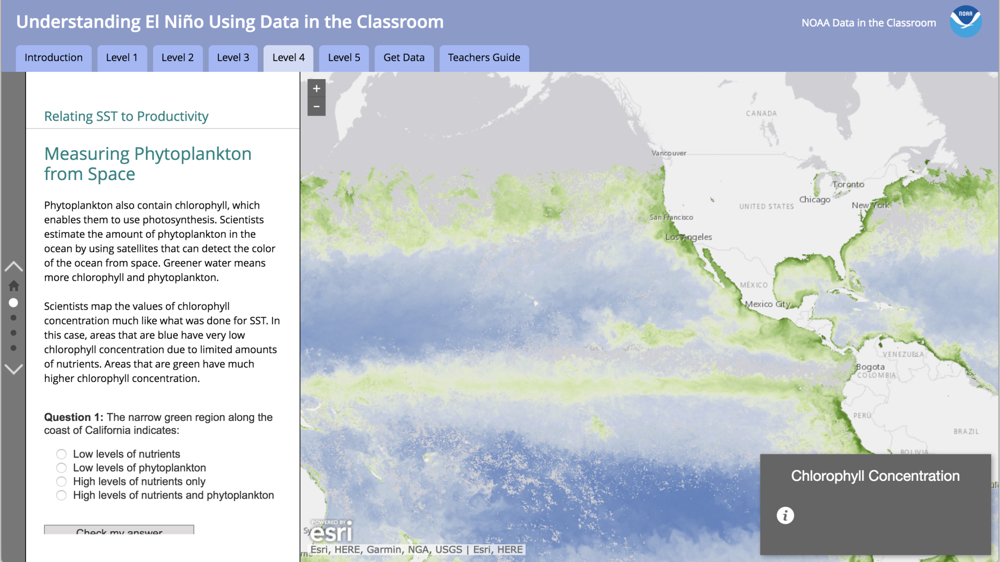 Understanding El Niño Using Data in the Classroom
NOAA Data in the Classroom
NOAA
Introduction
Level 1
Level 2
Level 3
Level 4
Level 5
Get Data
Teachers Guide
Relating SST to Productivity
Measuring Phytoplankton
from Space
Phytoplankton also contain chlorophyll, which
enables them to use photosynthesis. Scientists
estimate the amount of phytoplankton in the
ocean by using satellites that can detect the color
of the ocean from space. Greener water means
more chlorophyll and phytoplankton.
Scientists map the values of chlorophyll
concentration much like what was done for SST. In
this case, areas that are blue have very low
chlorophyll concentration due to limited amounts
of nutrients. Areas that are green have much
higher chlorophyll concentration.
Question 1: The narrow green region along the
coast of California indicates:
Low levels of nutrients
Low levels of phytoplankton
High levels of nutrients only
High levels of nutrients and phytoplankton
Check my answer
+
−
CANADA
Vancouver
Toronto
Chicago
UNITED STATES
New York
San Francisco
Los Angeles
MÉXICO
Mexico City
VENEZUELA
Bogota
COLOMBIA
PERÚ
BRAZIL
BOLIVIA
Chlorophyll Concentration
i
POWERED BY
esri
Esri, HERE, Garmin, NGA, USGS | Esri, HERE